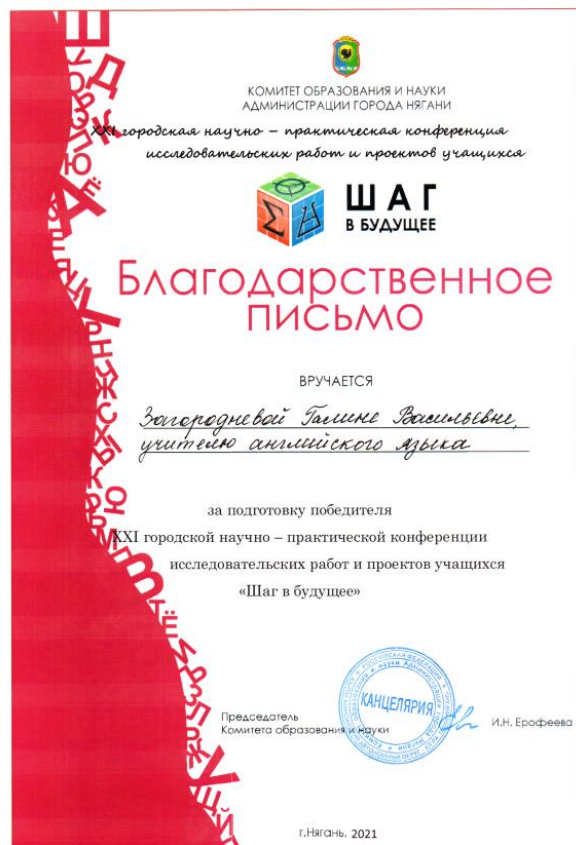 КОМИТЕТ ОБРАЗОВАНИЯ И НАУКИ
АДМИНИСТРАЦИИ ГОРОДА НЯГАНИ
XXI городская научно – практическая конференция
исследовательских работ и проектов учащихся
ШАГ
В БУДУЩЕЕ
Благодарственное
письмо
ВРУЧАЕТСЯ
Загородневой Галине Васильевне,
учителю английского языка
за подготовку победителя
XXI городской научно – практической конференции
исследовательских работ и проектов учащихся
«Шаг в будущее»
КАНЦЕЛЯРИЯ
Председатель
Комитета образования и науки
И.Н. Ерофеева
г.Нягань, 2021